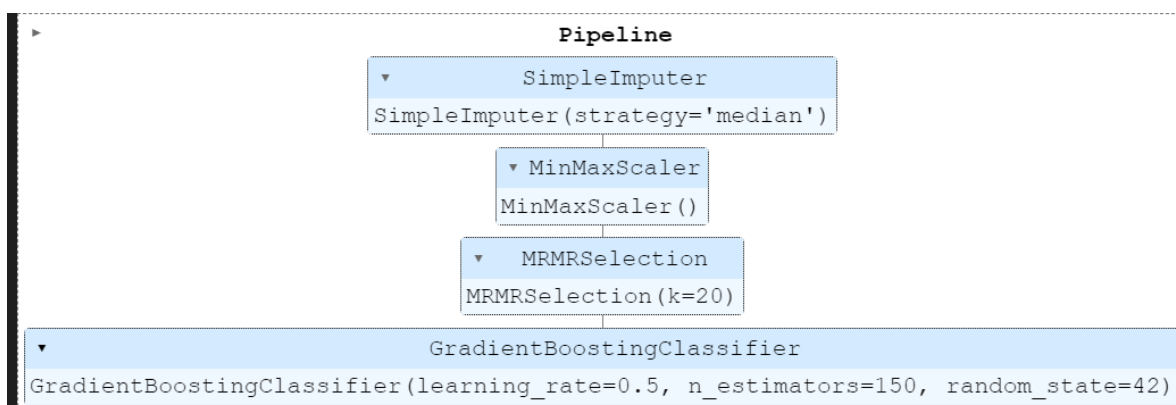 Pipeline
SimpleImputer
SimpleImputer(strategy='median')
MinMaxScaler
MinMaxScaler()
MRMRSelection
MRMRSelection(k=20)
GradientBoostingClassifier
GradientBoostingClassifier(learning_rate=0.5, n_estimators=150, random_state=42)